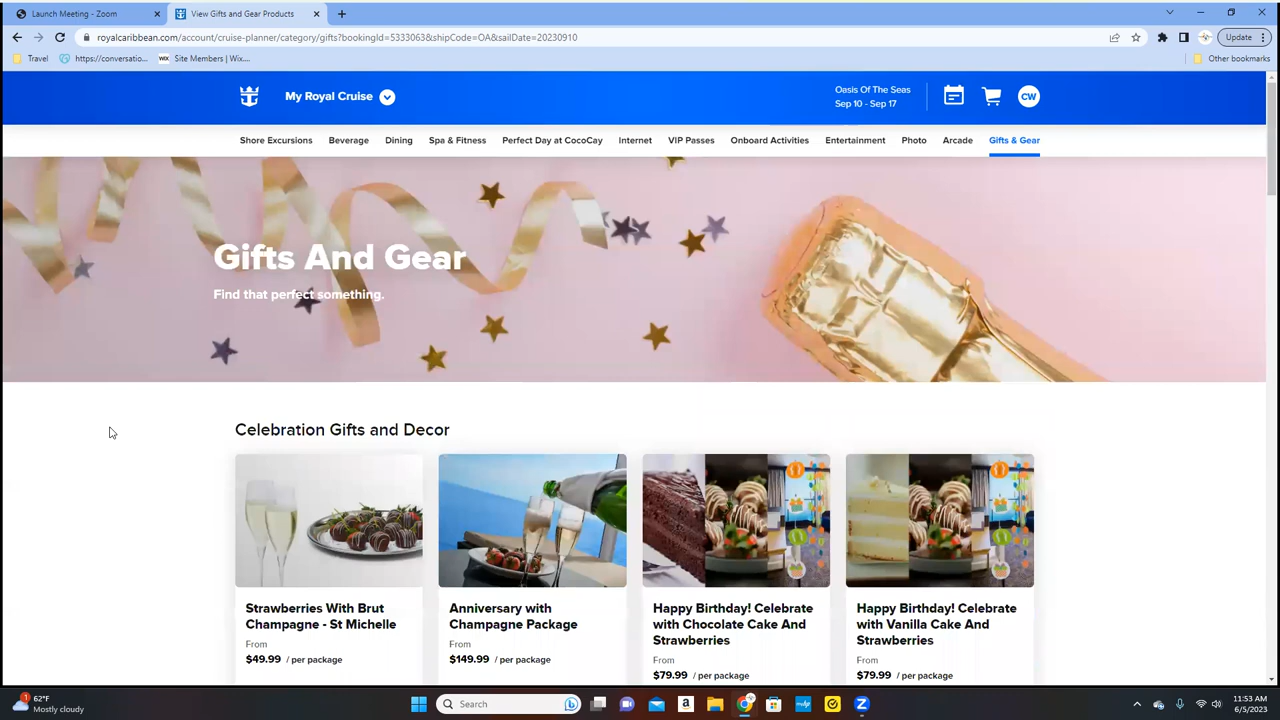 Launch Meeting - Zoom
View Gifts and Gear Products
royalcaribbean.com/account/cruise-planner/category/gifts?bookingId=5333063&shipCode=OA&sailDate=20230910
Update
Travel
https://conversatio...
Site Members | Wix....
Other bookmarks
My Royal Cruise
Oasis Of The Seas
Sep 10 - Sep 17
CW
Shore Excursions
Beverage
Dining
Spa & Fitness
Perfect Day at CocoCay
Internet
VIP Passes
Onboard Activities
Entertainment
Photo
Arcade
Gifts & Gear
Gifts And Gear
Find that perfect something.
Celebration Gifts and Decor
Strawberries With Brut
Champagne - St Michelle
From
$49.99 / per package
Anniversary with
Champagne Package
From
$149.99 / per package
Happy Birthday! Celebrate
with Chocolate Cake And
Strawberries
From
$79.99 / per package
Happy Birthday! Celebrate
with Vanilla Cake And
Strawberries
From
$79.99 / per package
1
62°F
Mostly cloudy
Search
11:53 AM
6/5/2023